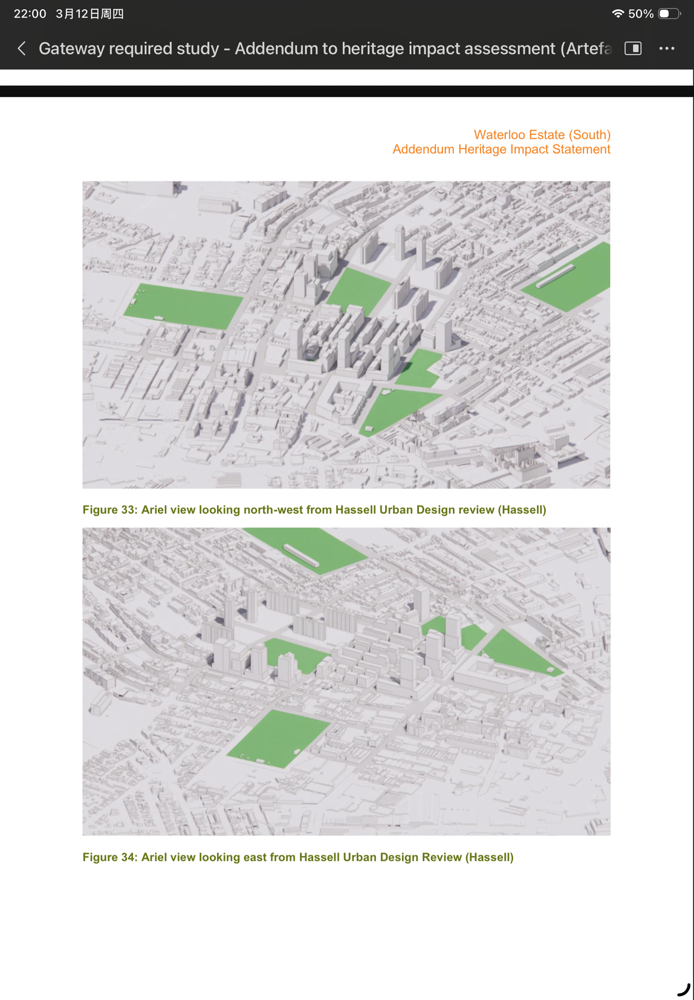 22:00 3月12日周四
50%
Gateway required study - Addendum to heritage impact assessment (Artefa
Waterloo Estate (South)
Addendum Heritage Impact Statement
Figure 33: Ariel view looking north-west from Hassell Urban Design review (Hassell)
Figure 34: Ariel view looking east from Hassell Urban Design Review (Hassell)